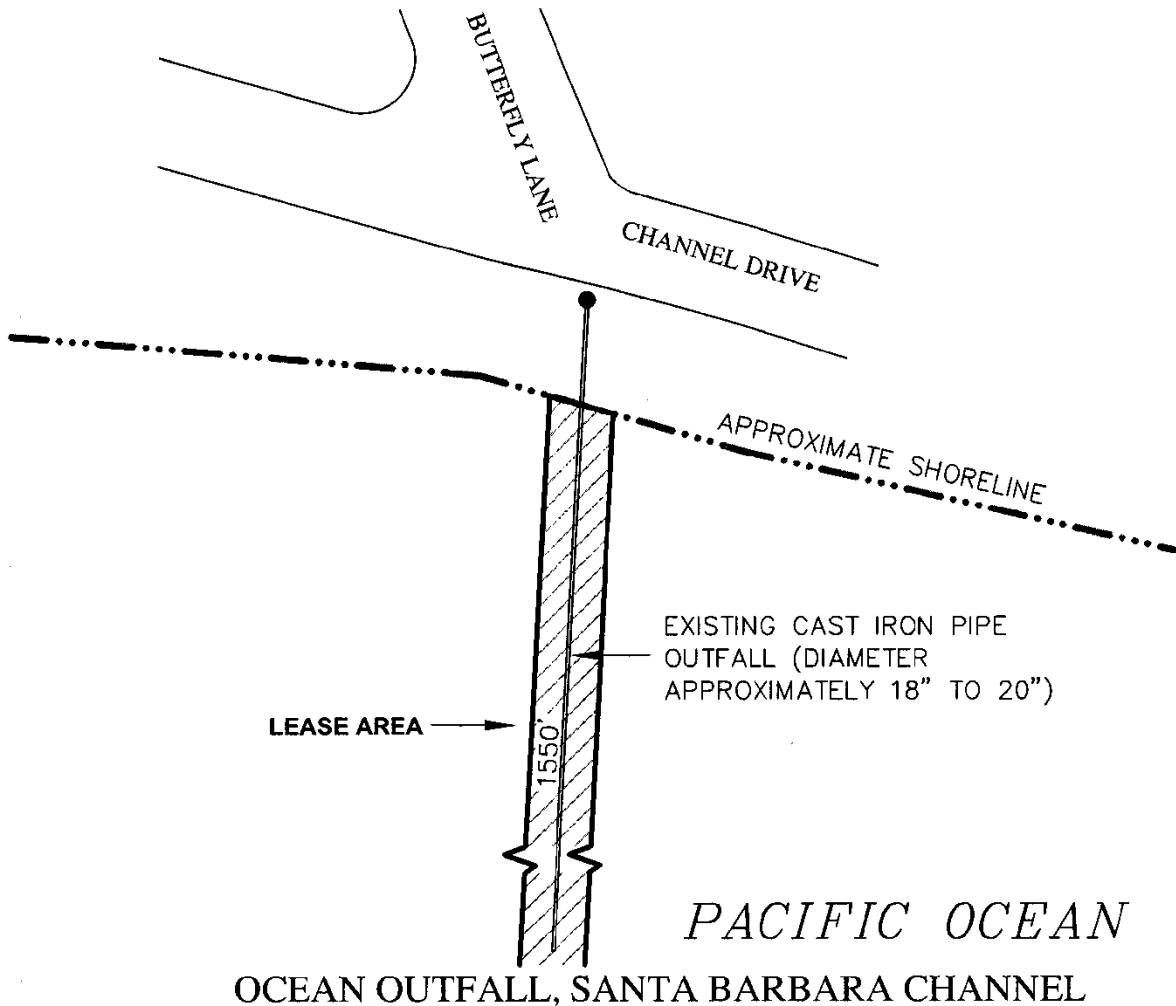 BUTTERFLY LANE
CHANNEL DRIVE
APPROXIMATE SHORELINE
EXISTING CAST IRON PIPE
OUTFALL (DIAMETER
APPROXIMATELY 18" TO 20")
LEASE AREA
1550'
PACIFIC OCEAN
OCEAN OUTFALL, SANTA BARBARA CHANNEL